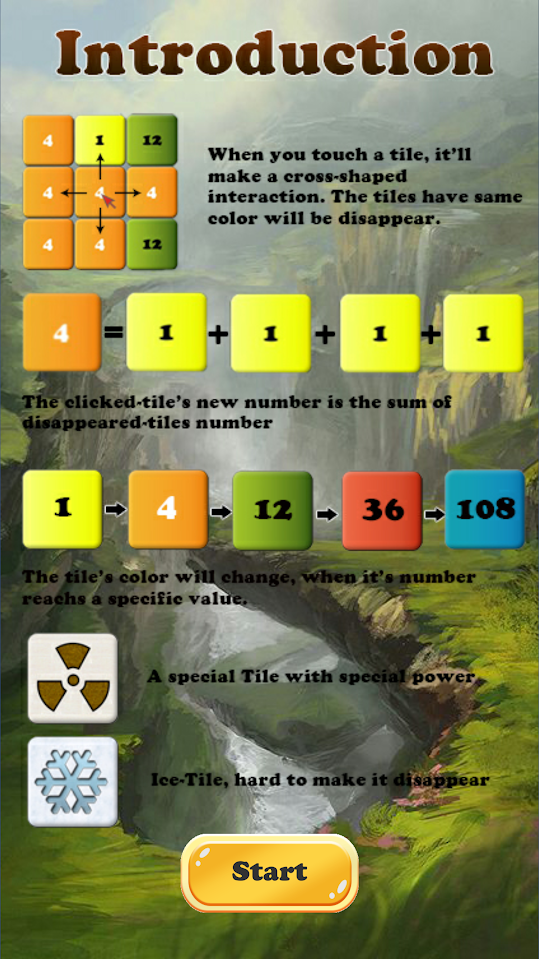 Introduction
4 1 12
4 4 4
4 4 12
When you touch a tile, it'll
make a cross-shaped
interaction. The tiles have same
color will be disappear.
4 = 1 + 1 + 1 + 1
The clicked-tile's new number is the sum of
disappeared-tiles number
1 4 12 36 108
The tile's color will change, when it's number
reachs a specific value.
A special Tile with special power
Ice-Tile, hard to make it disappear
Start